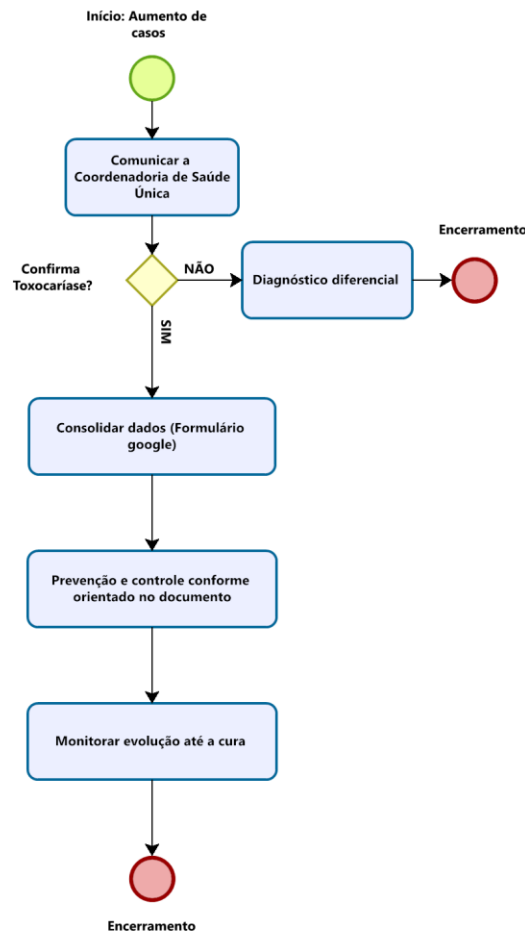 Início: Aumento de
casos
Comunicar a
Coordenadoria de Saúde
Única
Confirma
Toxocaríase?
NÃO
Diagnóstico diferencial
Encerramento
SIM
Consolidar dados (Formulário
google)
Prevenção e controle conforme
orientado no documento
Monitorar evolução até a cura
Encerramento